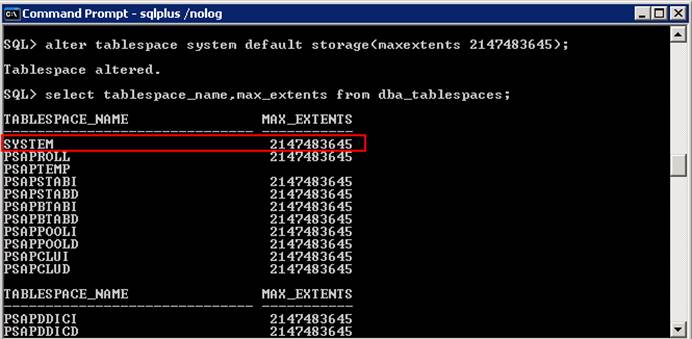 Command Prompt - sqlplus /nolog
SQL> alter tablespace system default storage(maxextents 2147483645);
Tablespace altered.
SQL> select tablespace_name,max_extents from dba_tablespaces;
TABLESPACE_NAME                MAX_EXTENTS
------------------------------ -----------
SYSTEM                          2147483645
PSAPROLL                        2147483645
PSAPTEMP
PSAPSTABI                       2147483645
PSAPSTABD                       2147483645
PSAPBTABI                       2147483645
PSAPBTABD                       2147483645
PSAPPOOLI                       2147483645
PSAPPOOLD                       2147483645
PSAPCLUI                        2147483645
PSAPCLUD                        2147483645
TABLESPACE_NAME                MAX_EXTENTS
------------------------------ -----------
PSAPDDICI                       2147483645
PSAPDDICD                       2147483645